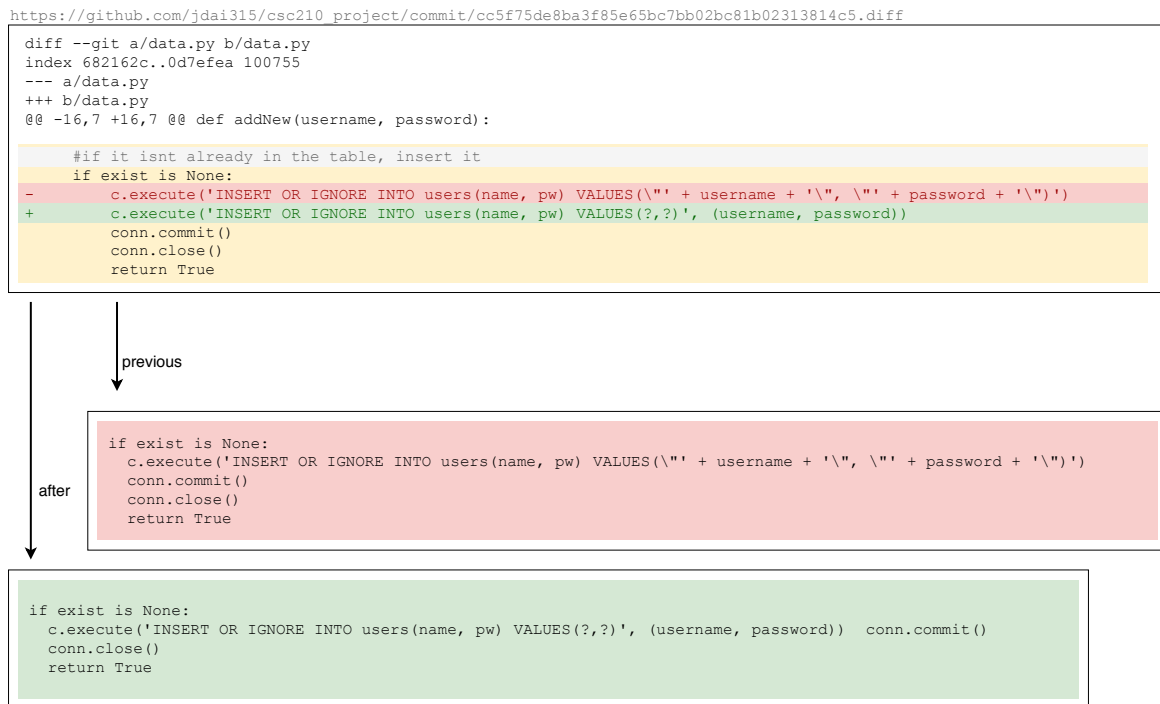 https://github.com/jdai315/csc210_project/commit/cc5f75de8ba3f85e65bc7bb02bc81b02313814c5.diff
diff --git a/data.py b/data.py
index 682162c..0d7efea 100755
--- a/data.py
+++ b/data.py
@@ -16,7 +16,7 @@ def addNew(username, password):
#if it isnt already in the table, insert it
if exist is None:
- c.execute('INSERT OR IGNORE INTO users(name, pw) VALUES(\"' + username + '\", \"' + password + '\")')
+ c.execute('INSERT OR IGNORE INTO users(name, pw) VALUES(?,?)', (username, password))
conn.commit()
conn.close()
return True
previous
if exist is None:
c.execute('INSERT OR IGNORE INTO users(name, pw) VALUES(\"' + username + '\", \"' + password + '\")')
conn.commit()
conn.close()
return True
after
if exist is None:
c.execute('INSERT OR IGNORE INTO users(name, pw) VALUES(?,?)', (username, password)) conn.commit()
conn.close()
return True